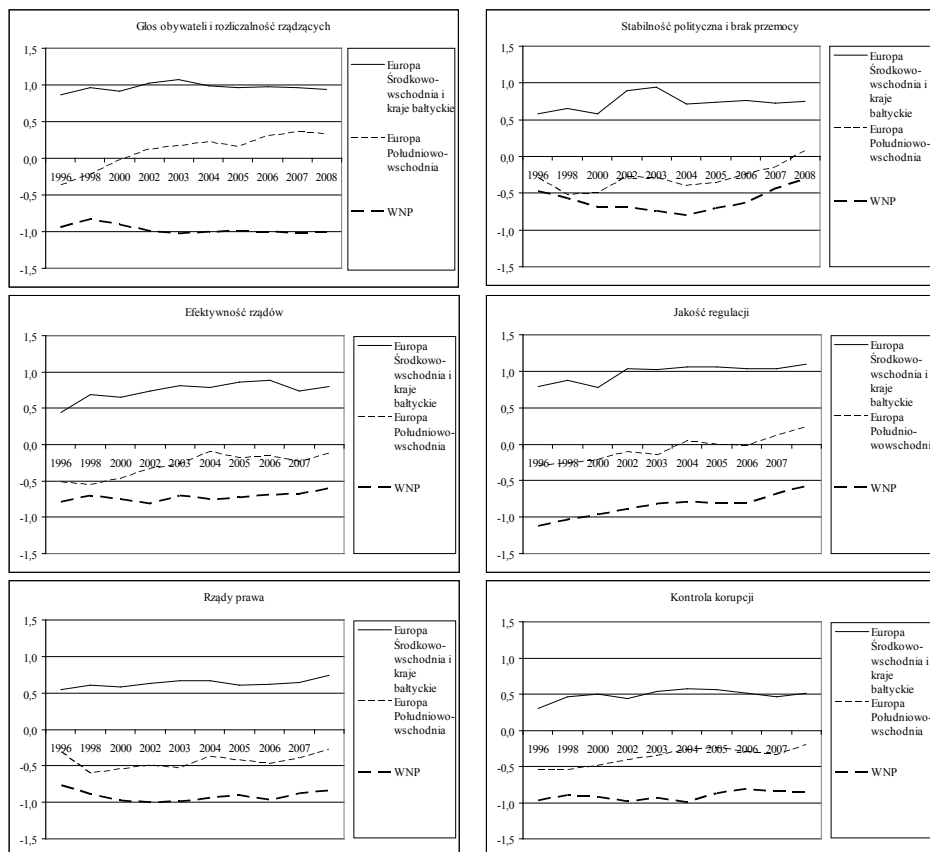 Głos obywateli i rozliczalność rządzących
1,5
1,0
0,5
0,0
-0,5
-1,0
-1,5
1996 1998 2000 2002 2003 2004 2005 2006 2007 2008
Europa
Środkowo-
wschodnia i
kraje
bałtyckie
Europa
Południowo-
wschodnia
WNP
Stabilność polityczna i brak przemocy
1,5
1,0
0,5
0,0
-0,5
-1,0
-1,5
1996 1998 2000 2002 2003 2004 2005 2006 2007 2008
Europa
Środkowo-
wschodnia i
kraje
bałtyckie
Europa
Południowo-
wschodnia
WNP
Efektywność rządów
1,5
1,0
0,5
0,0
-0,5
-1,0
-1,5
1996 1998 2000 2002 2003 2004 2005 2006 2007
Europa
Środkowo-
wschodnia i
kraje
bałtyckie
Europa
Południowo-
wschodnia
WNP
Jakość regulacji
1,5
1,0
0,5
0,0
-0,5
-1,0
-1,5
1996 1998 2000 2002 2003 2004 2005 2006 2007
Europa
Środkowo-
wschodnia i
kraje
bałtyckie
Europa
Południo-
wowschodni
WNP
Rządy prawa
1,5
1,0
0,5
0,0
-0,5
-1,0
-1,5
1996 1998 2000 2002 2003 2004 2005 2006 2007
Europa
Środkowo-
wschodnia i
kraje
bałtyckie
Europa
Południowo-
wschodnia
WNP
Kontrola korupcji
1,5
1,0
0,5
0,0
-0,5
-1,0
-1,5
1996 1998 2000 2002 2003 2004 2005 2006 2007
Europa
Środkowo-
wschodnia i
kraje
bałtyckie
Europa
Południowo-
wschodnia
WNP